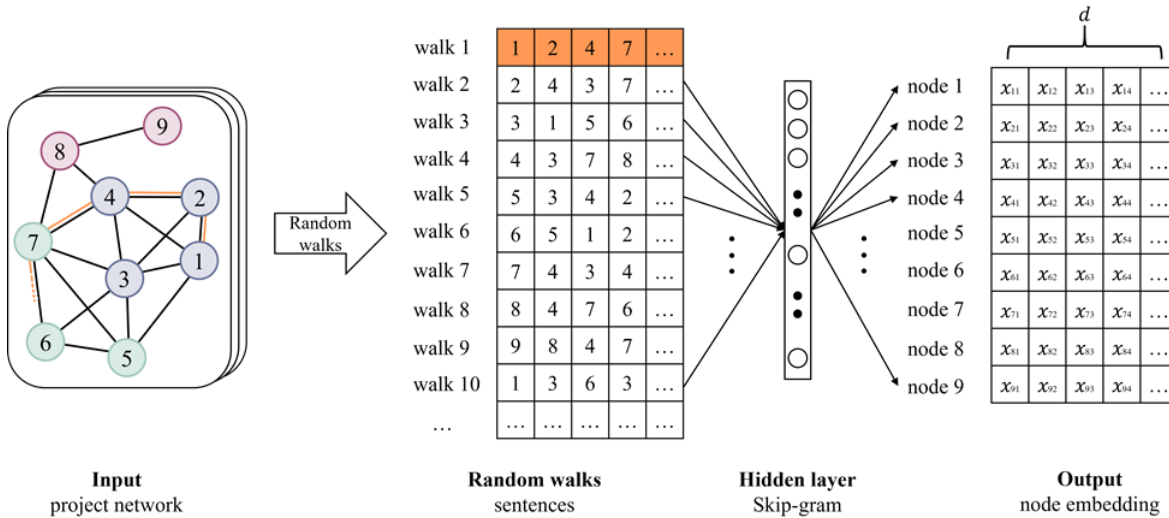 d
walk 1 1 2 4 7 …
walk 2 2 4 3 7 …
walk 3 3 1 5 6 …
walk 4 4 3 7 8 …
walk 5 5 3 4 2 …
walk 6 6 5 1 2 …
walk 7 7 4 3 4 …
walk 8 8 4 7 6 …
walk 9 9 8 4 7 …
walk 10 1 3 6 3 …
… … … … … …
9
8
4
2
7
1
3
6
5
Random
walks
node 1 x₁₁ x₁₂ x₁₃ x₁₄ …
node 2 x₂₁ x₂₂ x₂₃ x₂₄ …
node 3 x₃₁ x₃₂ x₃₃ x₃₄ …
node 4 x₄₁ x₄₂ x₄₃ x₄₄ …
node 5 x₅₁ x₅₂ x₅₃ x₅₄ …
node 6 x₆₁ x₆₂ x₆₃ x₆₄ …
node 7 x₇₁ x₇₂ x₇₃ x₇₄ …
node 8 x₈₁ x₈₂ x₈₃ x₈₄ …
node 9 x₉₁ x₉₂ x₉₃ x₉₄ …
Input
project network
Random walks
sentences
Hidden layer
Skip-gram
Output
node embedding